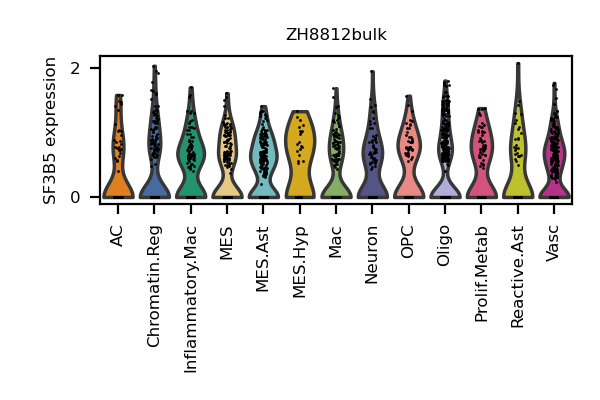 ZH8812bulk
SF3B5 expression
2
0
AC
Chromatin.Reg
Inflammatory.Mac
MES
MES.Ast
MES.Hyp
Mac
Neuron
OPC
Oligo
Prolif.Metab
Reactive.Ast
Vasc